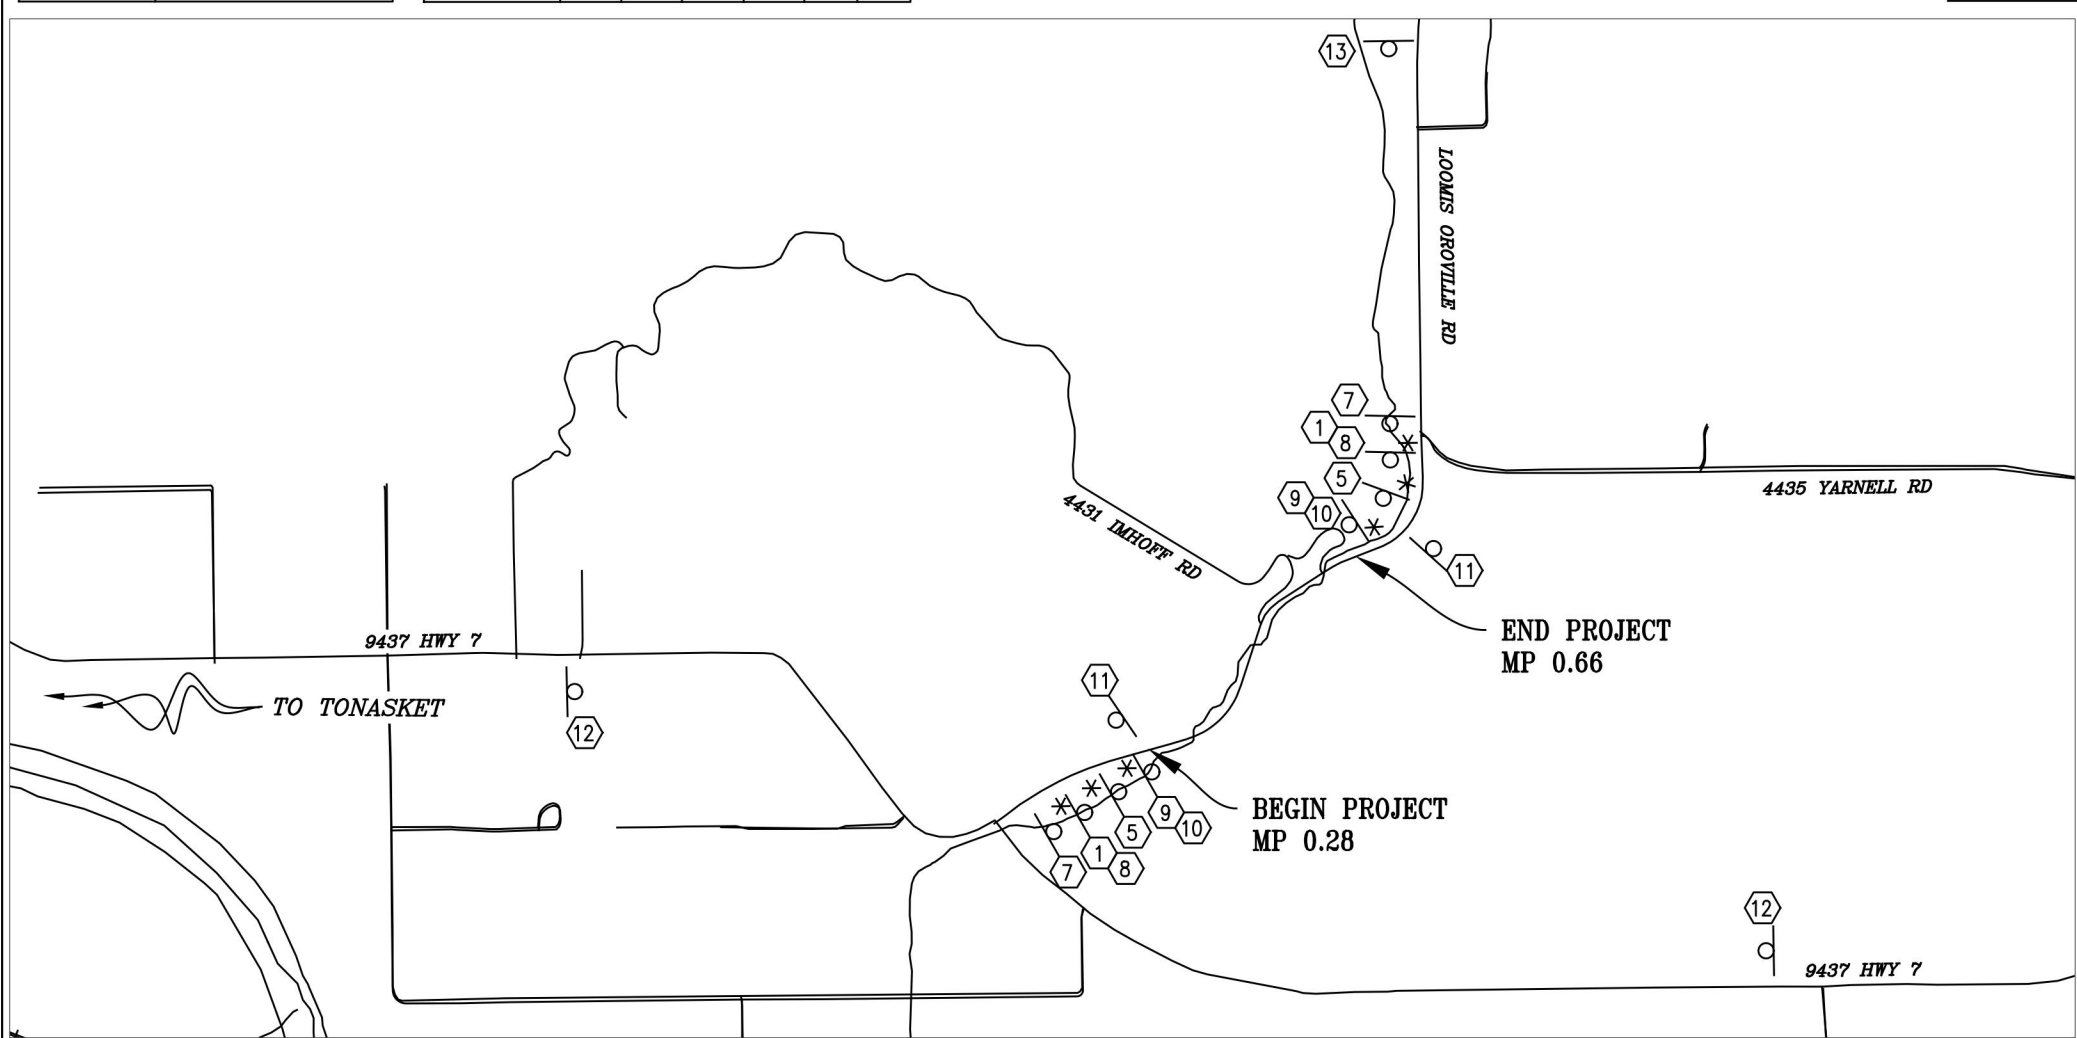 13
LOOMIS OROVILLE RD
7
1
8
5
9
10
4435 YARNELL RD
4431 IMHOFF RD
11
END PROJECT
MP 0.66
9437 HWY 7
11
TO TONASKET
12
BEGIN PROJECT
MP 0.28
9
10
5
1
8
7
12
9437 HWY 7